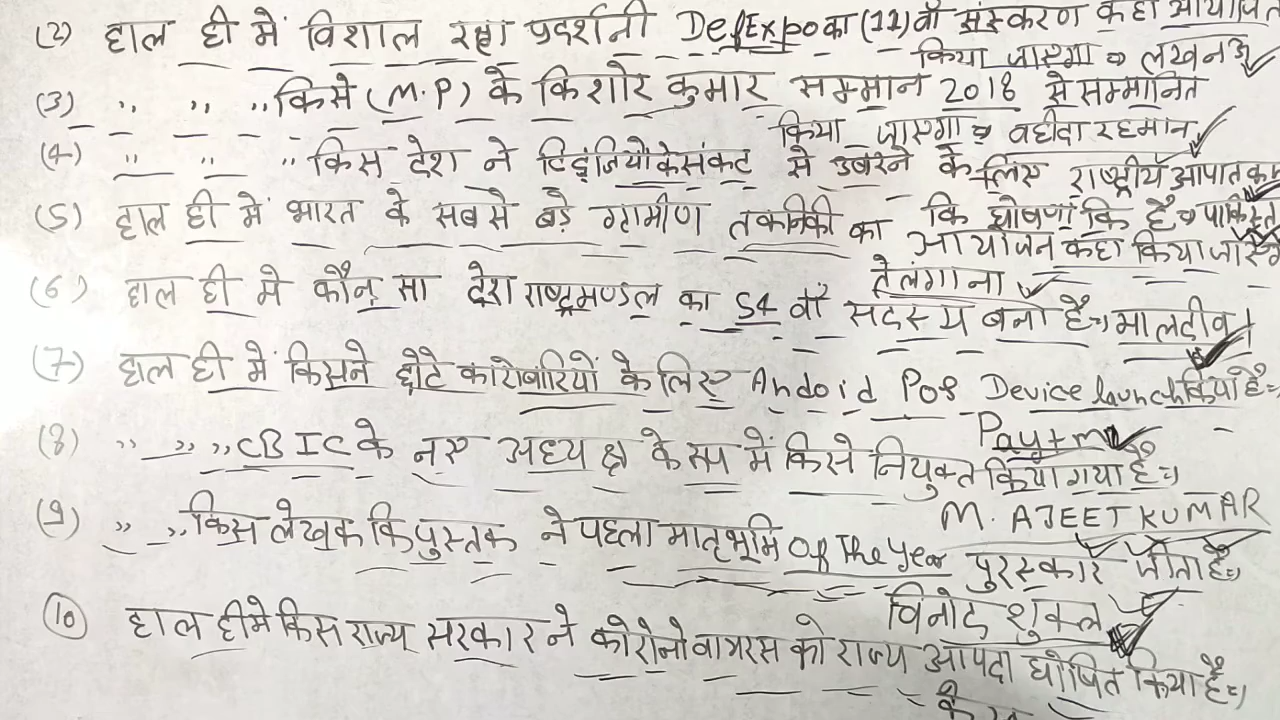 (2) हाल ही में विशाल रक्षा प्रदर्शनी DefExpo का (11) वाँ संस्करण कहा आयोजित
किया जाएगा ⇒ लखनऊ
(3) ,, ,, ,, किसे (M.P) के किशोर कुमार सम्मान 2018 से सम्मानित
किया जाएगा ⇒ वहीदा रहमान
(4) ,, ,, ,, किस देश ने टिड्डियो के संकट से उबरने के लिए राष्ट्रीय आपातकाल
कि घोषणा कि है ⇒ पाकिस्त
(5) हाल ही में भारत के सबसे बड़े ग्रामीण तकनिकी का
आयोजन कहा किया जाएगा
तेलंगाना
(6) हाल ही मे कौन सा देश राष्ट्रमण्डल का 54 वाँ सदस्य बना है ⇒ मालदीव।
(7) हाल ही में किसने छोटे कारोबारियों के लिए Andoid Pos Device launch किया है ⇒
Paytm
(8) ,, ,, ,, CBIC के नए अध्यक्ष के रूप में किसे नियुक्त किया गया है ⇒
M. AJEET KUMAR
(9) ,, ,, किस लेखक कि पुस्तक ने पहला मातृभूमि Of The Year पुरस्कार जीता है ⇒
विनोद शुक्ल
(10) हाल ही मे किस राज्य सरकार ने कोरोनो वायरस को राज्य आपदा घोषित किया है ⇒